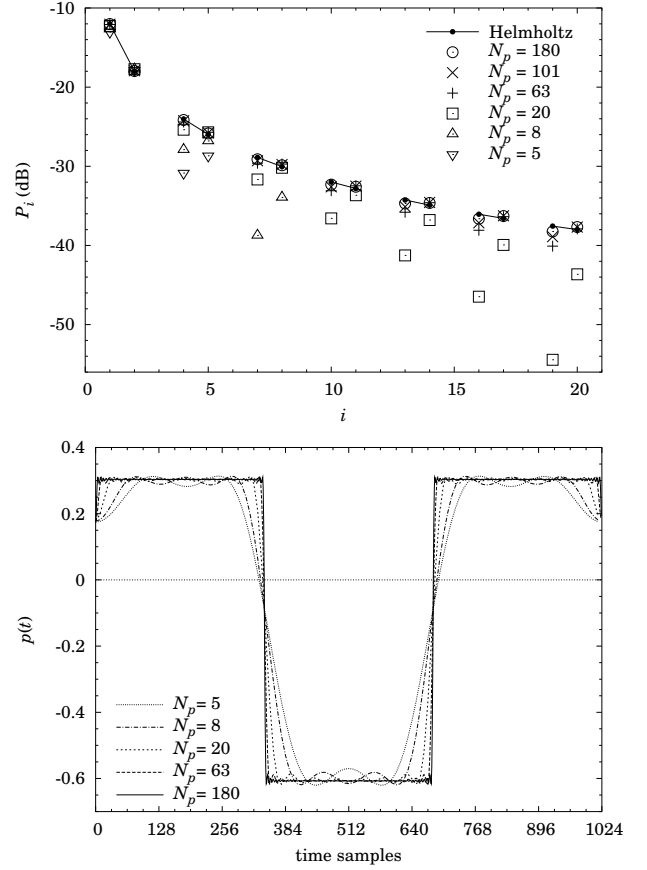 -10
-20
-30
-40
-50
P_i (dB)
0
5
10
15
20
i
Helmholtz
N_p = 180
N_p = 101
N_p = 63
N_p = 20
N_p = 8
N_p = 5
0.4
0.2
0
-0.2
-0.4
-0.6
p(t)
N_p = 5
N_p = 8
N_p = 20
N_p = 63
N_p = 180
0
128
256
384
512
640
768
896
1024
time samples